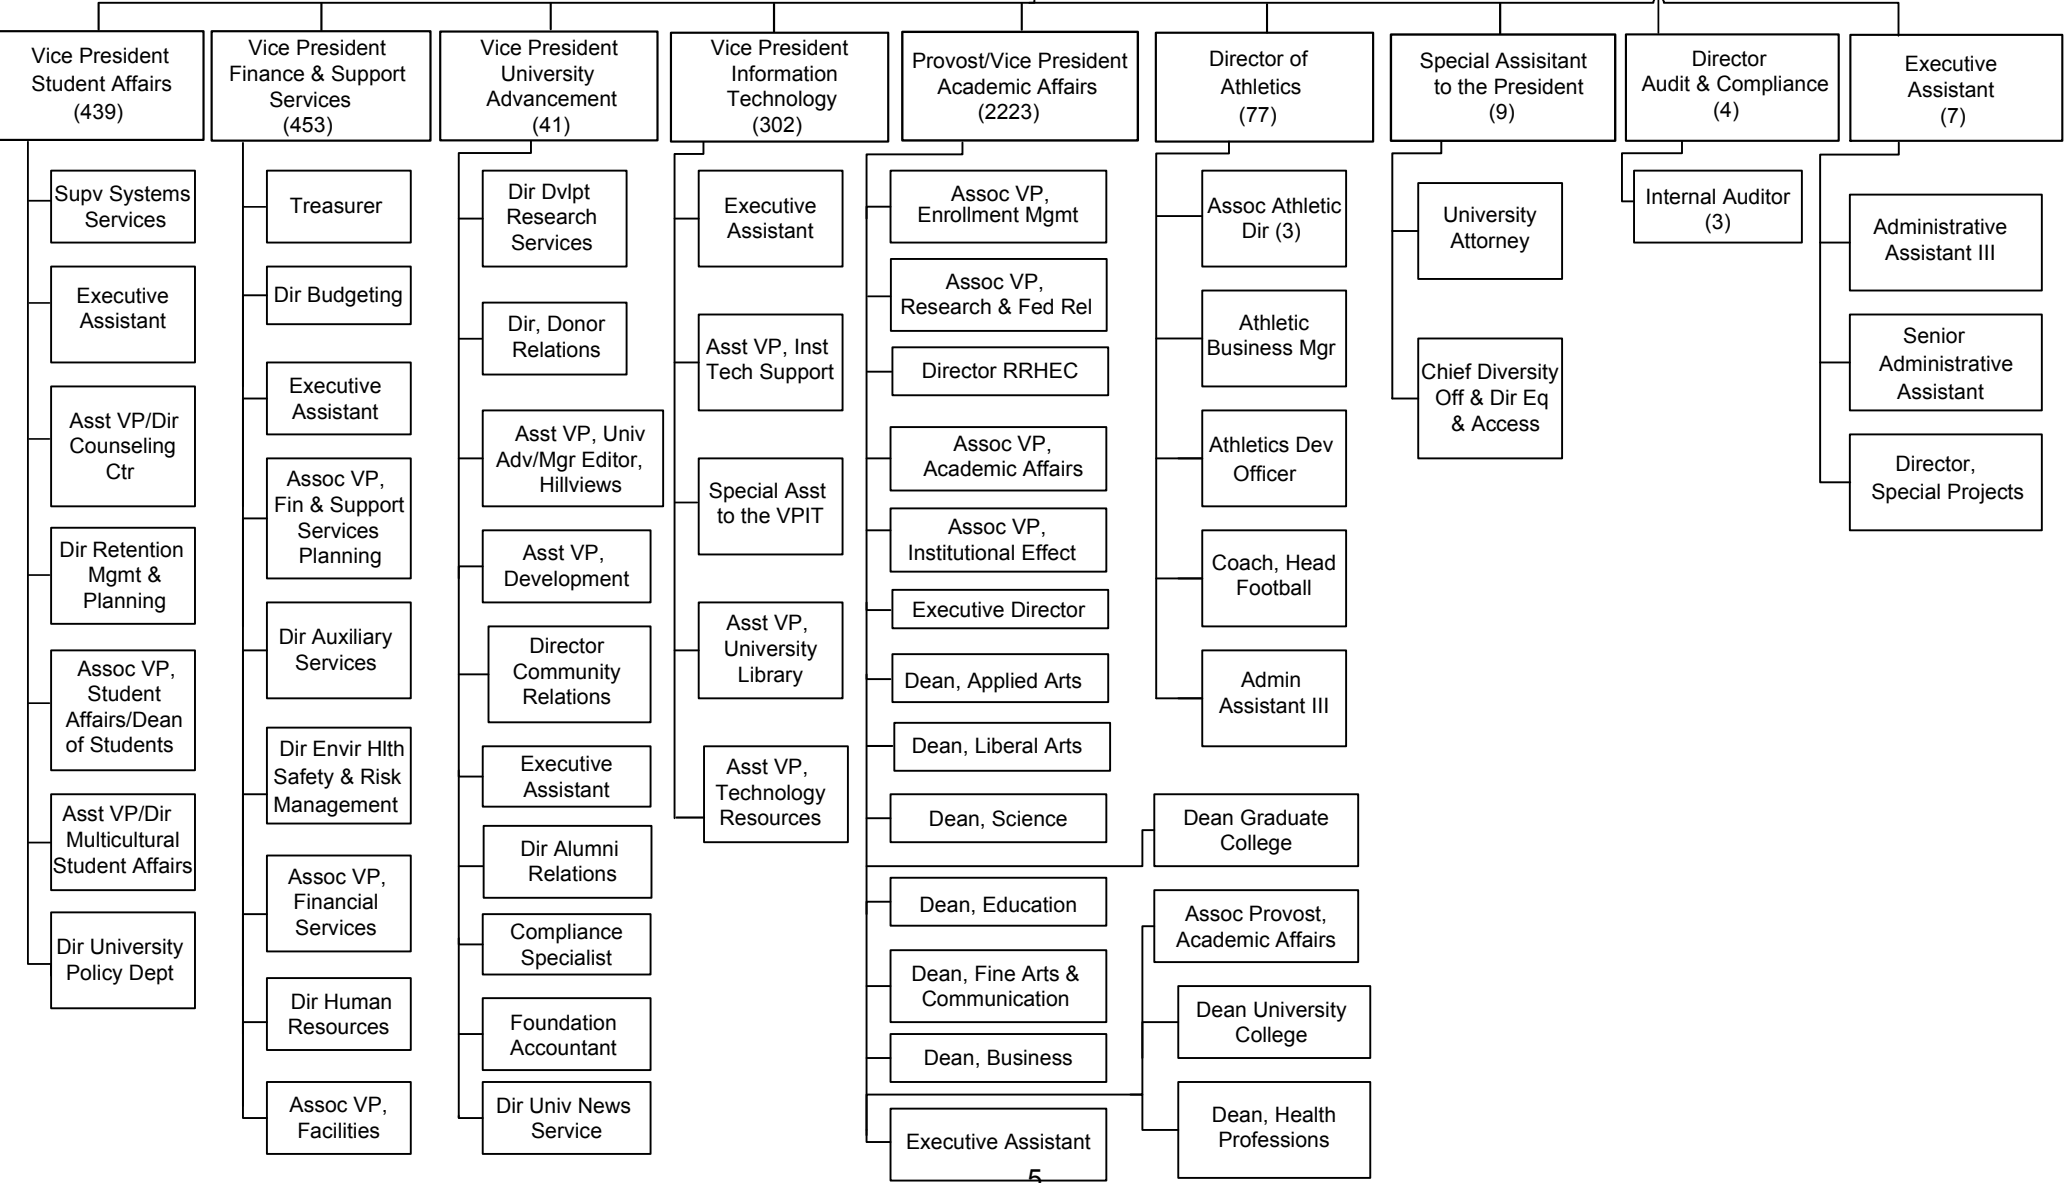 Vice President
Student Affairs
(439)
Vice President
Finance & Support
Services
(453)
Vice President
University
Advancement
(41)
Vice President
Information
Technology
(302)
Provost/Vice President
Academic Affairs
(2223)
Director of
Athletics
(77)
Special Assisitant
to the President
(9)
Director
Audit & Compliance
(4)
Executive
Assistant
(7)
Supv Systems
Services
Executive
Assistant
Asst VP/Dir
Counseling
Ctr
Dir Retention
Mgmt &
Planning
Assoc VP,
Student
Affairs/Dean
of Students
Asst VP/Dir
Multicultural
Student Affairs
Dir University
Policy Dept
Treasurer
Dir Budgeting
Executive
Assistant
Assoc VP,
Fin & Support
Services
Planning
Dir Auxiliary
Services
Dir Envir Hlth
Safety & Risk
Management
Assoc VP,
Financial
Services
Dir Human
Resources
Assoc VP,
Facilities
Dir Dvlpt
Research
Services
Dir, Donor
Relations
Asst VP, Univ
Adv/Mgr Editor,
Hillviews
Asst VP,
Development
Director
Community
Relations
Executive
Assistant
Dir Alumni
Relations
Compliance
Specialist
Foundation
Accountant
Dir Univ News
Service
Executive
Assistant
Asst VP, Inst
Tech Support
Special Asst
to the VPIT
Asst VP,
University
Library
Asst VP,
Technology
Resources
Assoc VP,
Enrollment Mgmt
Assoc VP,
Research & Fed Rel
Director RRHEC
Assoc VP,
Academic Affairs
Assoc VP,
Institutional Effect
Executive Director
Dean, Applied Arts
Dean, Liberal Arts
Dean, Science
Dean, Education
Dean, Fine Arts &
Communication
Dean, Business
Executive Assistant
Dean Graduate
College
Assoc Provost,
Academic Affairs
Dean University
College
Dean, Health
Professions
Assoc Athletic
Dir (3)
Athletic
Business Mgr
Athletics Dev
Officer
Coach, Head
Football
Admin
Assistant III
University
Attorney
Chief Diversity
Off & Dir Eq
& Access
Internal Auditor
(3)
Administrative
Assistant III
Senior
Administrative
Assistant
Director,
Special Projects
5